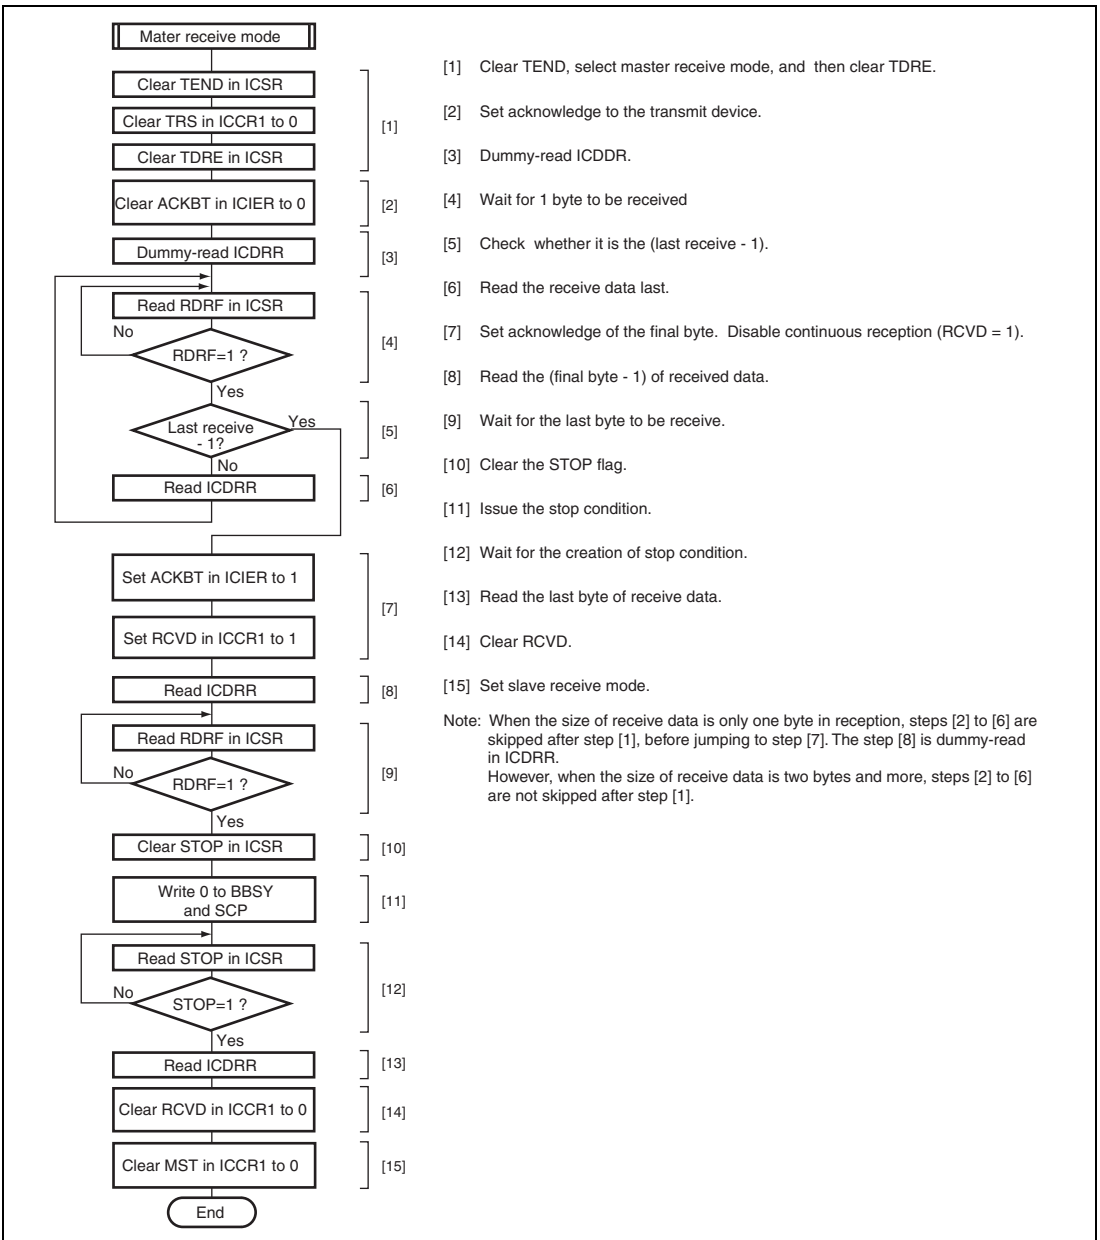 Mater receive mode
Clear TEND in ICSR
Clear TRS in ICCR1 to 0
[1]
Clear TDRE in ICSR
Clear ACKBT in ICIER to 0
[2]
Dummy-read ICDRR
[3]
Read RDRF in ICSR
No
RDRF=1 ?
[4]
Yes
Last receive
- 1?
Yes
[5]
No
Read ICDRR
[6]
Set ACKBT in ICIER to 1
[7]
Set RCVD in ICCR1 to 1
Read ICDRR
[8]
Read RDRF in ICSR
No
RDRF=1 ?
[9]
Yes
Clear STOP in ICSR
[10]
Write 0 to BBSY
and SCP
[11]
Read STOP in ICSR
No
STOP=1 ?
[12]
Yes
Read ICDRR
[13]
Clear RCVD in ICCR1 to 0
[14]
Clear MST in ICCR1 to 0
[15]
End
[1] Clear TEND, select master receive mode, and then clear TDRE.
[2] Set acknowledge to the transmit device.
[3] Dummy-read ICDDR.
[4] Wait for 1 byte to be received
[5] Check whether it is the (last receive - 1).
[6] Read the receive data last.
[7] Set acknowledge of the final byte. Disable continuous reception (RCVD = 1).
[8] Read the (final byte - 1) of received data.
[9] Wait for the last byte to be receive.
[10] Clear the STOP flag.
[11] Issue the stop condition.
[12] Wait for the creation of stop condition.
[13] Read the last byte of receive data.
[14] Clear RCVD.
[15] Set slave receive mode.
Note: When the size of receive data is only one byte in reception, steps [2] to [6] are
skipped after step [1], before jumping to step [7]. The step [8] is dummy-read
in ICDRR.
However, when the size of receive data is two bytes and more, steps [2] to [6]
are not skipped after step [1].